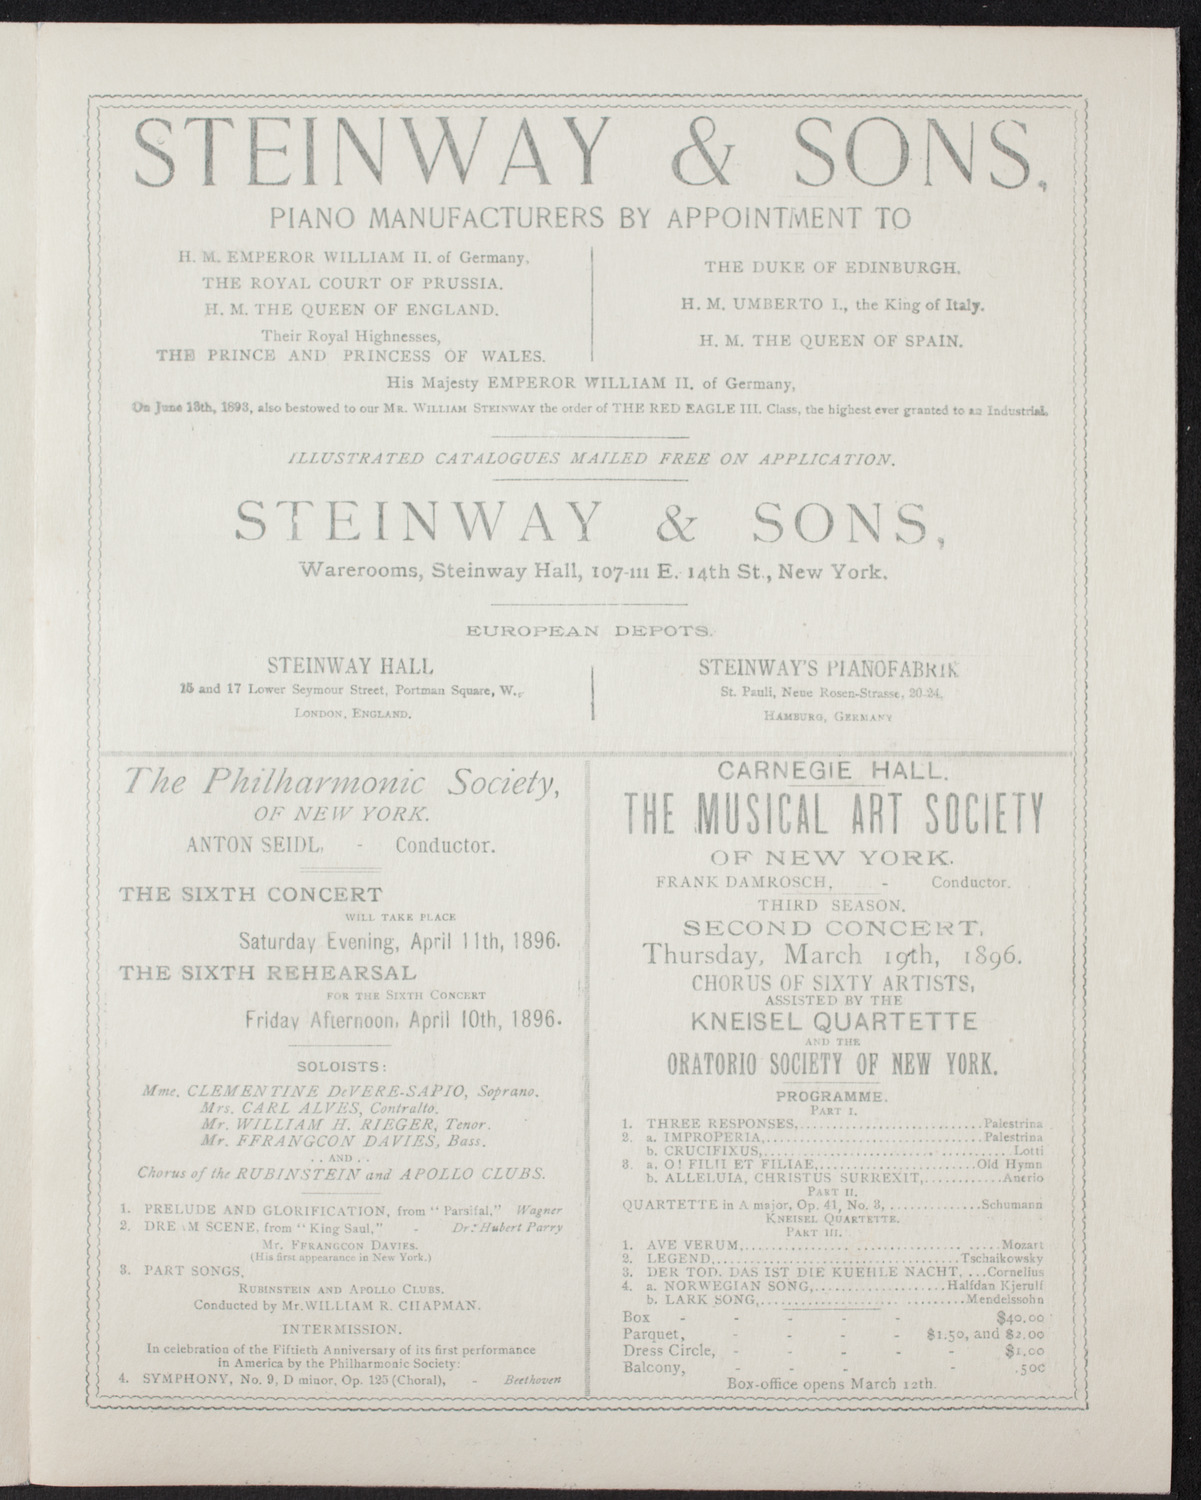 STEINWAY & SONS,
PIANO MANUFACTURERS BY APPOINTMENT TO
H. M. EMPEROR WILLIAM II. of Germany,
THE ROYAL COURT OF PRUSSIA.
H. M. THE QUEEN OF ENGLAND.
Their Royal Highnesses,
THE PRINCE AND PRINCESS OF WALES.
THE DUKE OF EDINBURGH.
H. M. UMBERTO I., the King of Italy.
H. M. THE QUEEN OF SPAIN.
His Majesty EMPEROR WILLIAM II. of Germany,
On June 13th, 1893, also bestowed to our MR. WILLIAM STEINWAY the order of THE RED EAGLE III. Class, the highest ever granted to an Industrial.
ILLUSTRATED CATALOGUES MAILED FREE ON APPLICATION.
STEINWAY & SONS,
Warerooms, Steinway Hall, 107-111 E. 14th St., New York.
EUROPEAN DEPOTS.
STEINWAY HALL
15 and 17 Lower Seymour Street, Portman Square, W.,
LONDON, ENGLAND.
STEINWAY'S PIANOFABRIK
St. Pauli, Neue Rosen-Strasse, 20-24,
HAMBURG, GERMANY
The Philharmonic Society,
OF NEW YORK.
ANTON SEIDL, - Conductor.
THE SIXTH CONCERT
WILL TAKE PLACE
Saturday Evening, April 11th, 1896.
THE SIXTH REHEARSAL
FOR THE SIXTH CONCERT
Friday Afternoon, April 10th, 1896.
SOLOISTS:
Mme. CLEMENTINE DeVERE-SAPIO, Soprano.
Mrs. CARL ALVES, Contralto.
Mr. WILLIAM H. RIEGER, Tenor.
Mr. FFRANGCON DAVIES, Bass.
. . AND . .
Chorus of the RUBINSTEIN and APOLLO CLUBS.
1. PRELUDE AND GLORIFICATION, from "Parsifal," Wagner
2. DREAM SCENE, from "King Saul," - Dr. Hubert Parry
Mr. FFRANGCON DAVIES.
(His first appearance in New York.)
3. PART SONGS,
RUBINSTEIN AND APOLLO CLUBS.
Conducted by Mr. WILLIAM R. CHAPMAN.
INTERMISSION.
In celebration of the Fiftieth Anniversary of its first performance
in America by the Philharmonic Society:
4. SYMPHONY, No. 9, D minor, Op. 125 (Choral), - Beethoven
CARNEGIE HALL.
THE MUSICAL ART SOCIETY
OF NEW YORK.
FRANK DAMROSCH, - Conductor.
THIRD SEASON.
SECOND CONCERT,
Thursday, March 19th, 1896.
CHORUS OF SIXTY ARTISTS,
ASSISTED BY THE
KNEISEL QUARTETTE
AND THE
ORATORIO SOCIETY OF NEW YORK.
PROGRAMME.
PART I.
1. THREE RESPONSES,..............................Palestrina
2. a. IMPROPERIA,..............................Palestrina
b. CRUCIFIXUS,..............................Lotti
3. a. O! FILII ET FILIAE,..............................Old Hymn
b. ALLELUIA, CHRISTUS SURREXIT,............Anerio
PART II.
QUARTETTE in A major, Op. 41, No. 3,..............Schumann
KNEISEL QUARTETTE.
PART III.
1. AVE VERUM,..............................Mozart
2. LEGEND,..............................Tschaikowsky
3. DER TOD, DAS IST DIE KUEHLE NACHT, ...Cornelius
4. a. NORWEGIAN SONG,....................Halfdan Kjerulf
b. LARK SONG,..............................Mendelssohn
Box - - - - - $40.00
Parquet, - - - - $1.50, and $2.00
Dress Circle, - - - - - $1.00
Balcony, - - - - .50c
Box-office opens March 12th.